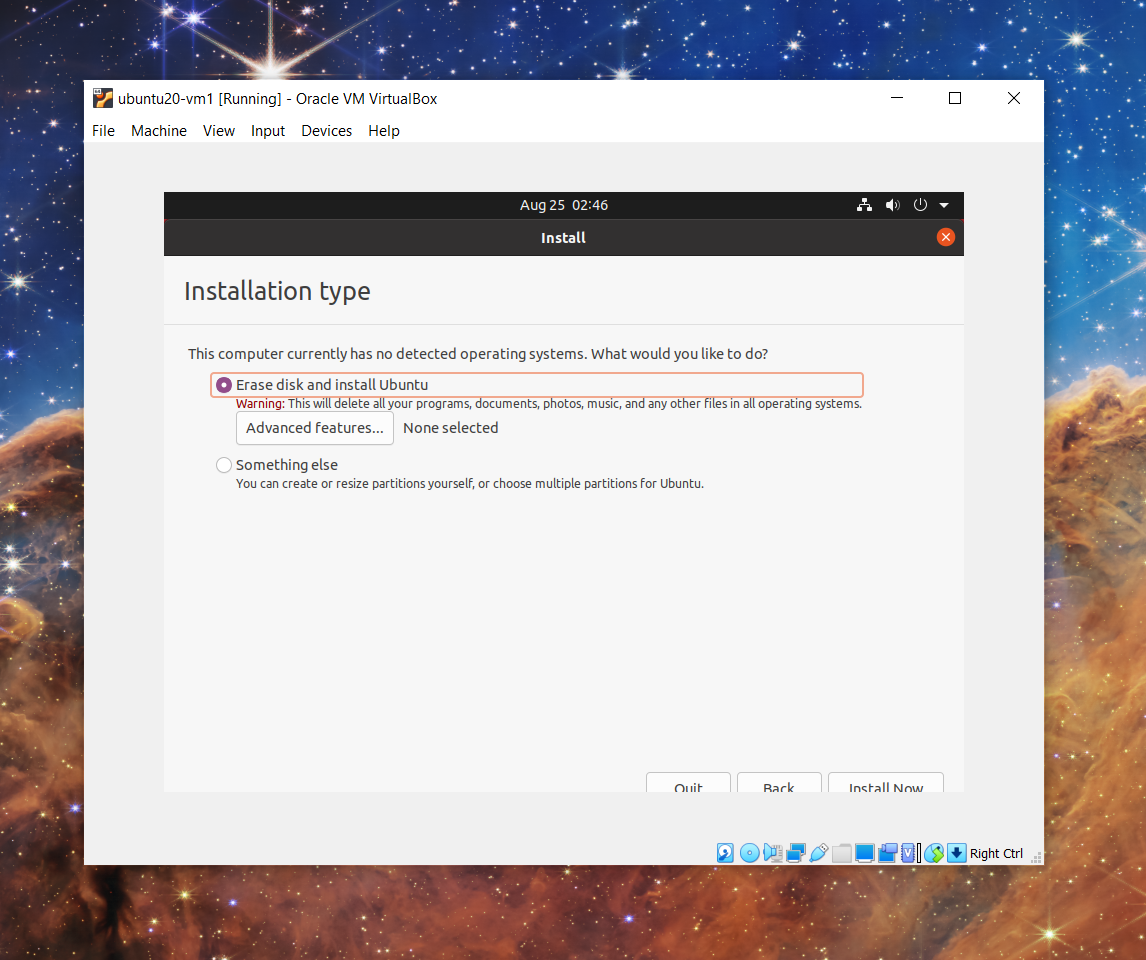 ubuntu20-vm1 [Running] - Oracle VM VirtualBox
File Machine View Input Devices Help
Aug 25 02:46
Install
Installation type
This computer currently has no detected operating systems. What would you like to do?
Erase disk and install Ubuntu
Warning: This will delete all your programs, documents, photos, music, and any other files in all operating systems.
Advanced features... None selected
Something else
You can create or resize partitions yourself, or choose multiple partitions for Ubuntu.
Quit Back Install Now
Right Ctrl